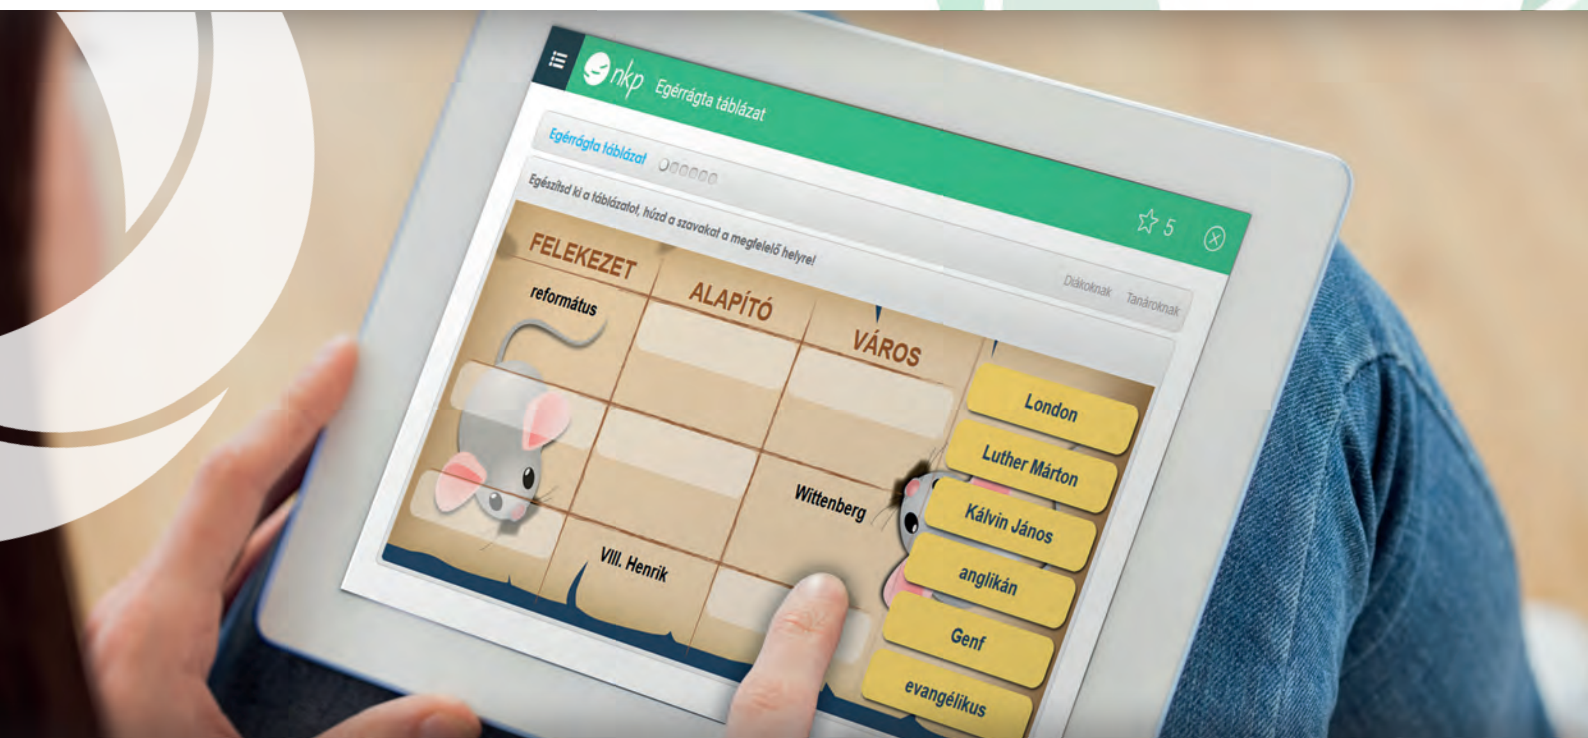 nkp Egérrágta táblázat
5
Egérrágta táblázat
Diákoknak Tanároknak
Egészítsd ki a táblázatot, húzd a szavakat a megfelelő helyre!
FELEKEZET ALAPÍTÓ VÁROS
református
Wittenberg
VIII. Henrik
London
Luther Márton
Kálvin János
anglikán
Genf
evangélikus